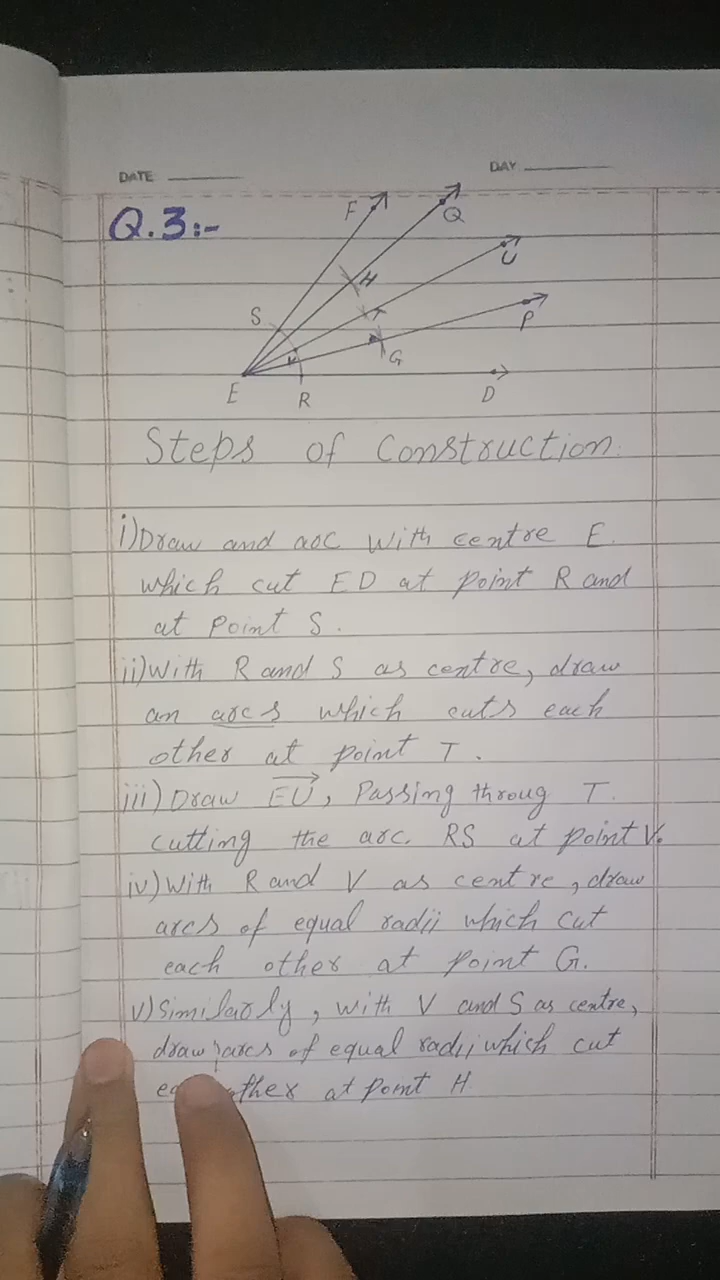 DATE
DAY
Q.3:-
F
Q
U
H
S
T
P
V
G
E
R
D
Steps of Construction.
i) Draw and arc with centre E.
which cut ED at point R and
at point S.
ii) With R and S as centre, draw
an arcs which cuts each
other at point T.
iii) Draw EU, Passing throug T.
cutting the arc. RS at point V.
iv) With R and V as centre, draw
arcs of equal radii which cut
each other at point G.
v) Similarly, with V and S as centre,
draw arcs of equal radii which cut
other at point H